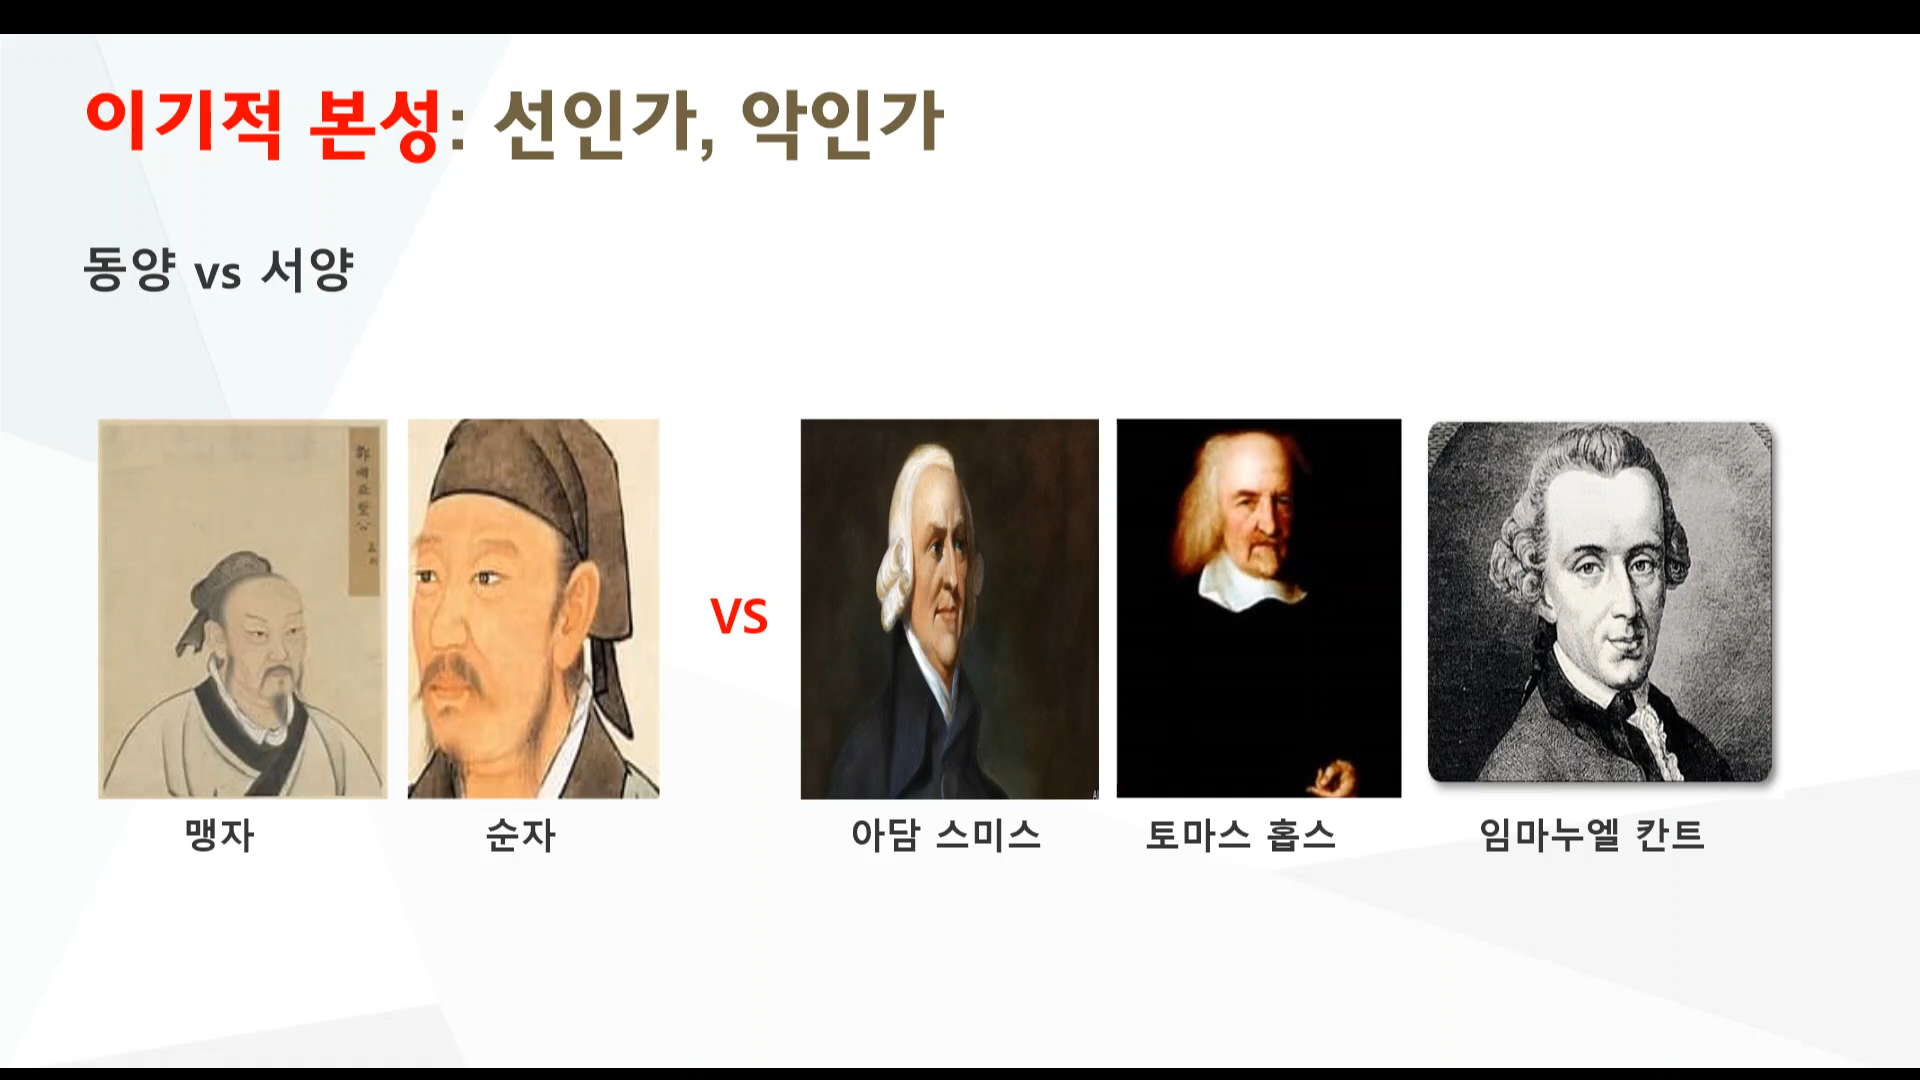 이기적 본성: 선인가, 악인가
동양 vs 서양
VS
맹자
순자
아담 스미스
토마스 홉스
임마누엘 칸트